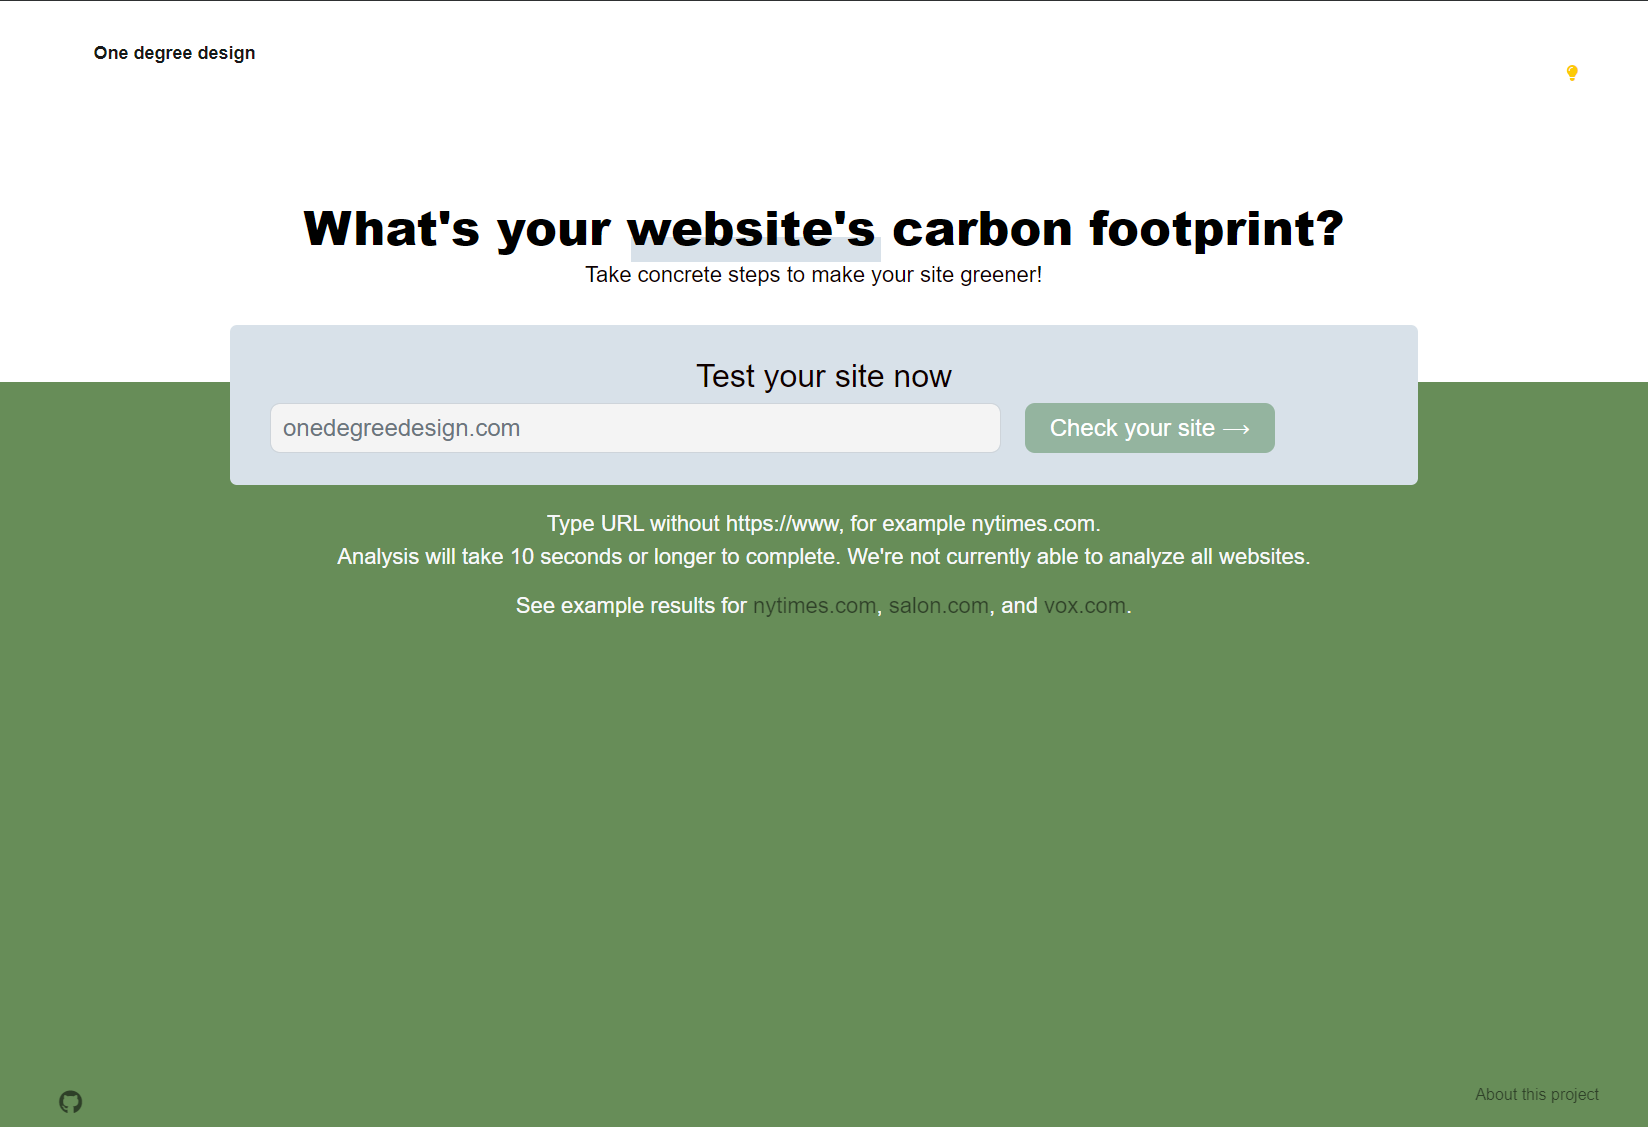 One degree design
What's your website's carbon footprint?
Take concrete steps to make your site greener!
Test your site now
onedegreedesign.com
Check your site ⟶
Type URL without https://www, for example nytimes.com.
Analysis will take 10 seconds or longer to complete. We're not currently able to analyze all websites.
See example results for nytimes.com, salon.com, and vox.com.
About this project